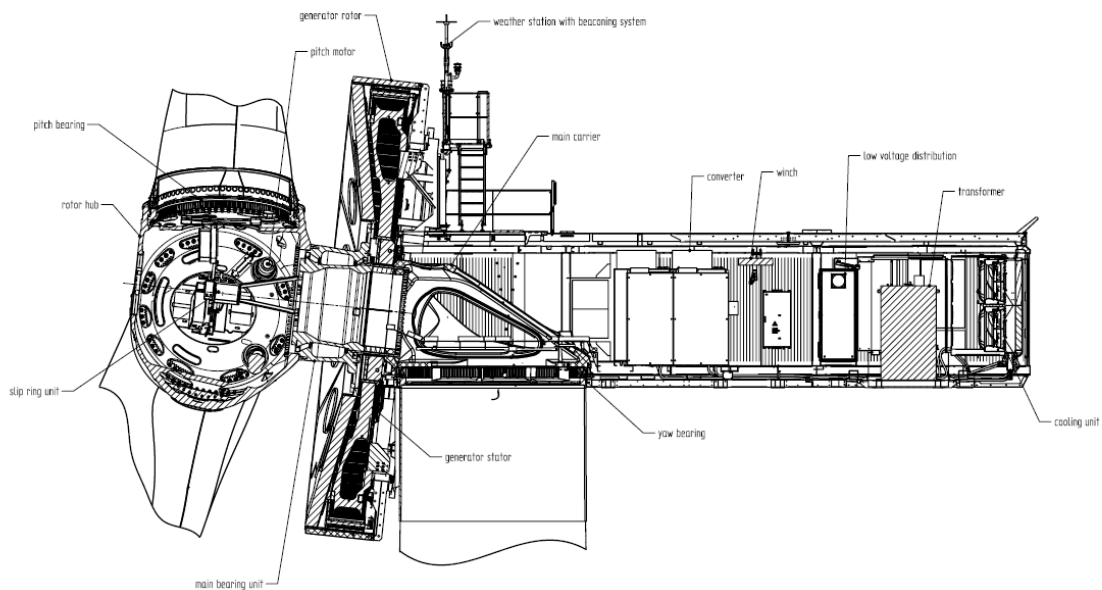 generator rotor
weather station with beaconing system
pitch motor
pitch bearing
main carrier
low voltage distribution
converter
winch
transformer
rotor hub
slip ring unit
cooling unit
yaw bearing
generator stator
main bearing unit